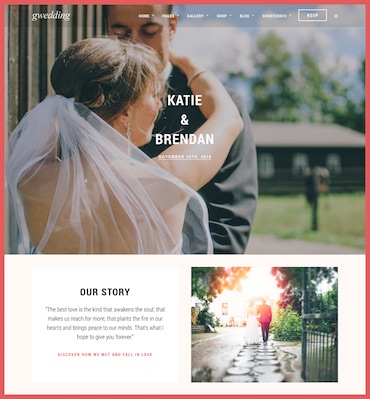 gwedding
HOME PAGES GALLERY SHOP BLOG SHORTCODES RSVP
KATIE
&
BRENDAN
NOVEMBER 18TH, 2016
OUR STORY
"The best love is the kind that awakens the soul; that
makes us reach for more, that plants the fire in our
hearts and brings peace to our minds. That's what I
hope to give you forever."
DISCOVER HOW WE MET AND FALL IN LOVE